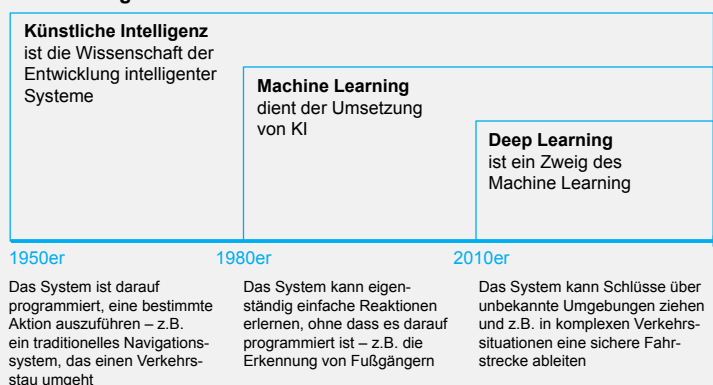 Künstliche Intelligenz
ist die Wissenschaft der
Entwicklung intelligenter
Systeme
Machine Learning
dient der Umsetzung
von KI
Deep Learning
ist ein Zweig des
Machine Learning
1950er
1980er
2010er
Das System ist darauf
programmiert, eine bestimmte
Aktion auszuführen – z.B.
ein traditionelles Navigations-
system, das einen Verkehrs-
stau umgeht
Das System kann eigen-
ständig einfache Reaktionen
erlernen, ohne dass es darauf
programmiert ist – z.B. die
Erkennung von Fußgängern
Das System kann Schlüsse über
unbekannte Umgebungen ziehen
und z.B. in komplexen Verkehrs-
situationen eine sichere Fahr-
strecke ableiten